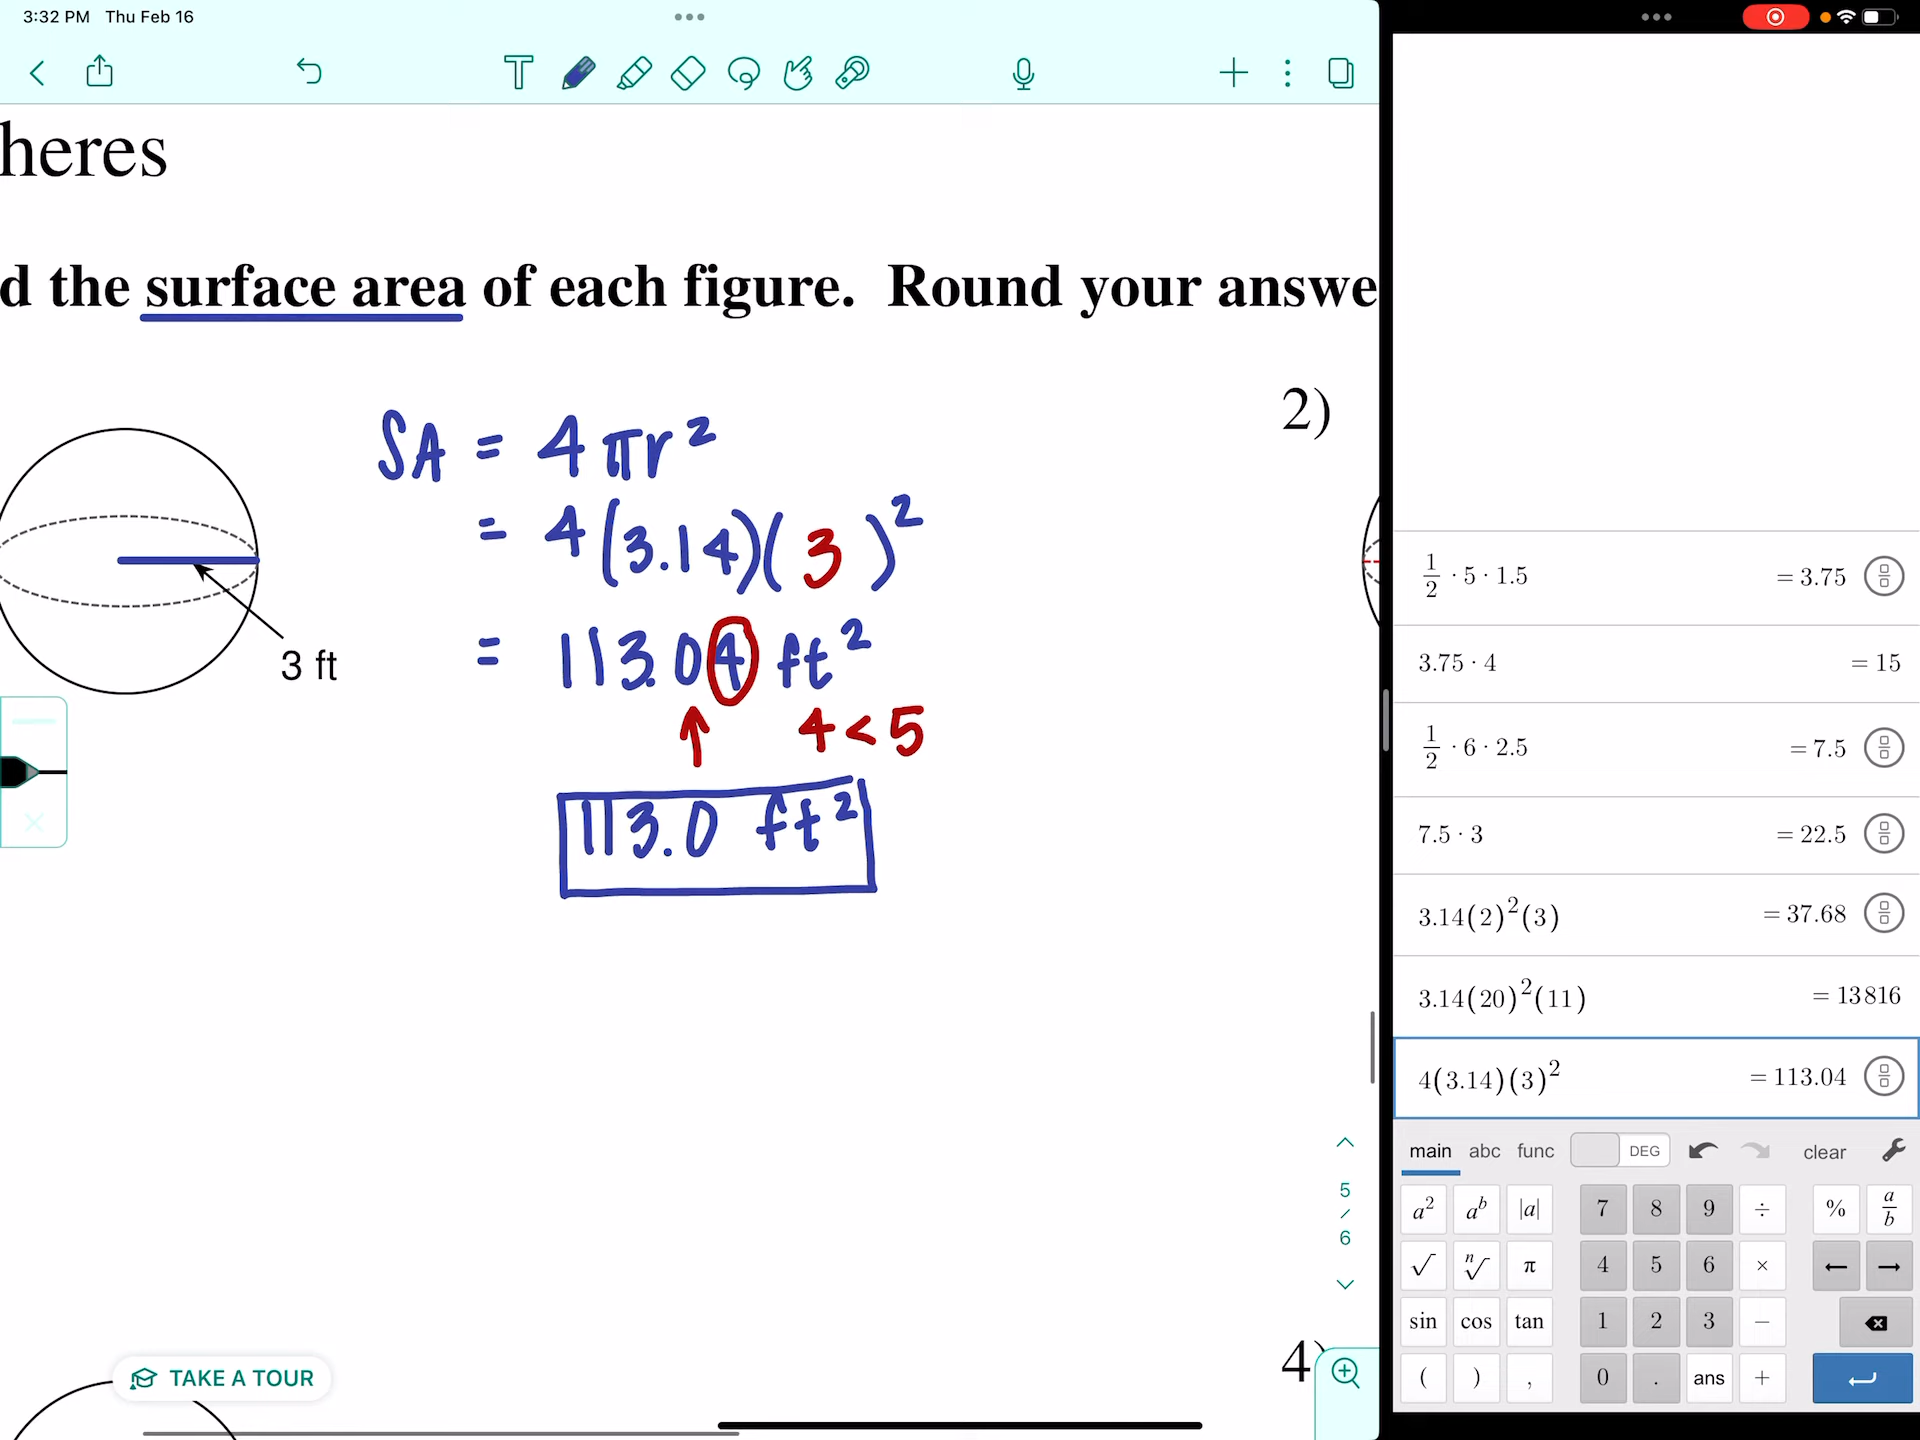 3:32 PM Thu Feb 16
heres
d the surface area of each figure. Round your answe
2)
SA = 4πr²
= 4(3.14)(3)²
= 113.04 ft²
3 ft
4 < 5
113.0 ft²
5
/
6
4)
TAKE A TOUR
1/2 · 5 · 1.5 = 3.75
3.75 · 4 = 15
1/2 · 6 · 2.5 = 7.5
7.5 · 3 = 22.5
3.14(2)²(3) = 37.68
3.14(20)²(11) = 13816
4(3.14)(3)² = 113.04
main abc func DEG clear
a² aᵇ |a| 7 8 9 ÷ % a/b
√ ⁿ√ π 4 5 6 × ← →
sin cos tan 1 2 3 −
( ) , 0 . ans +